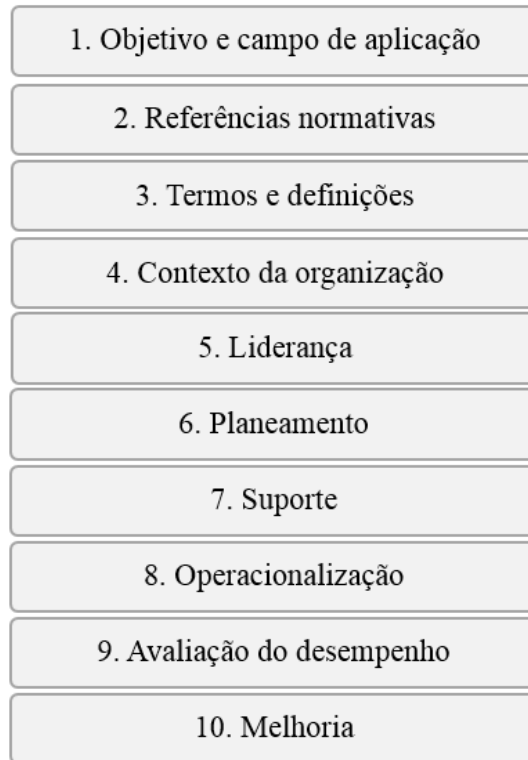 1. Objetivo e campo de aplicação
2. Referências normativas
3. Termos e definições
4. Contexto da organização
5. Liderança
6. Planeamento
7. Suporte
8. Operacionalização
9. Avaliação do desempenho
10. Melhoria